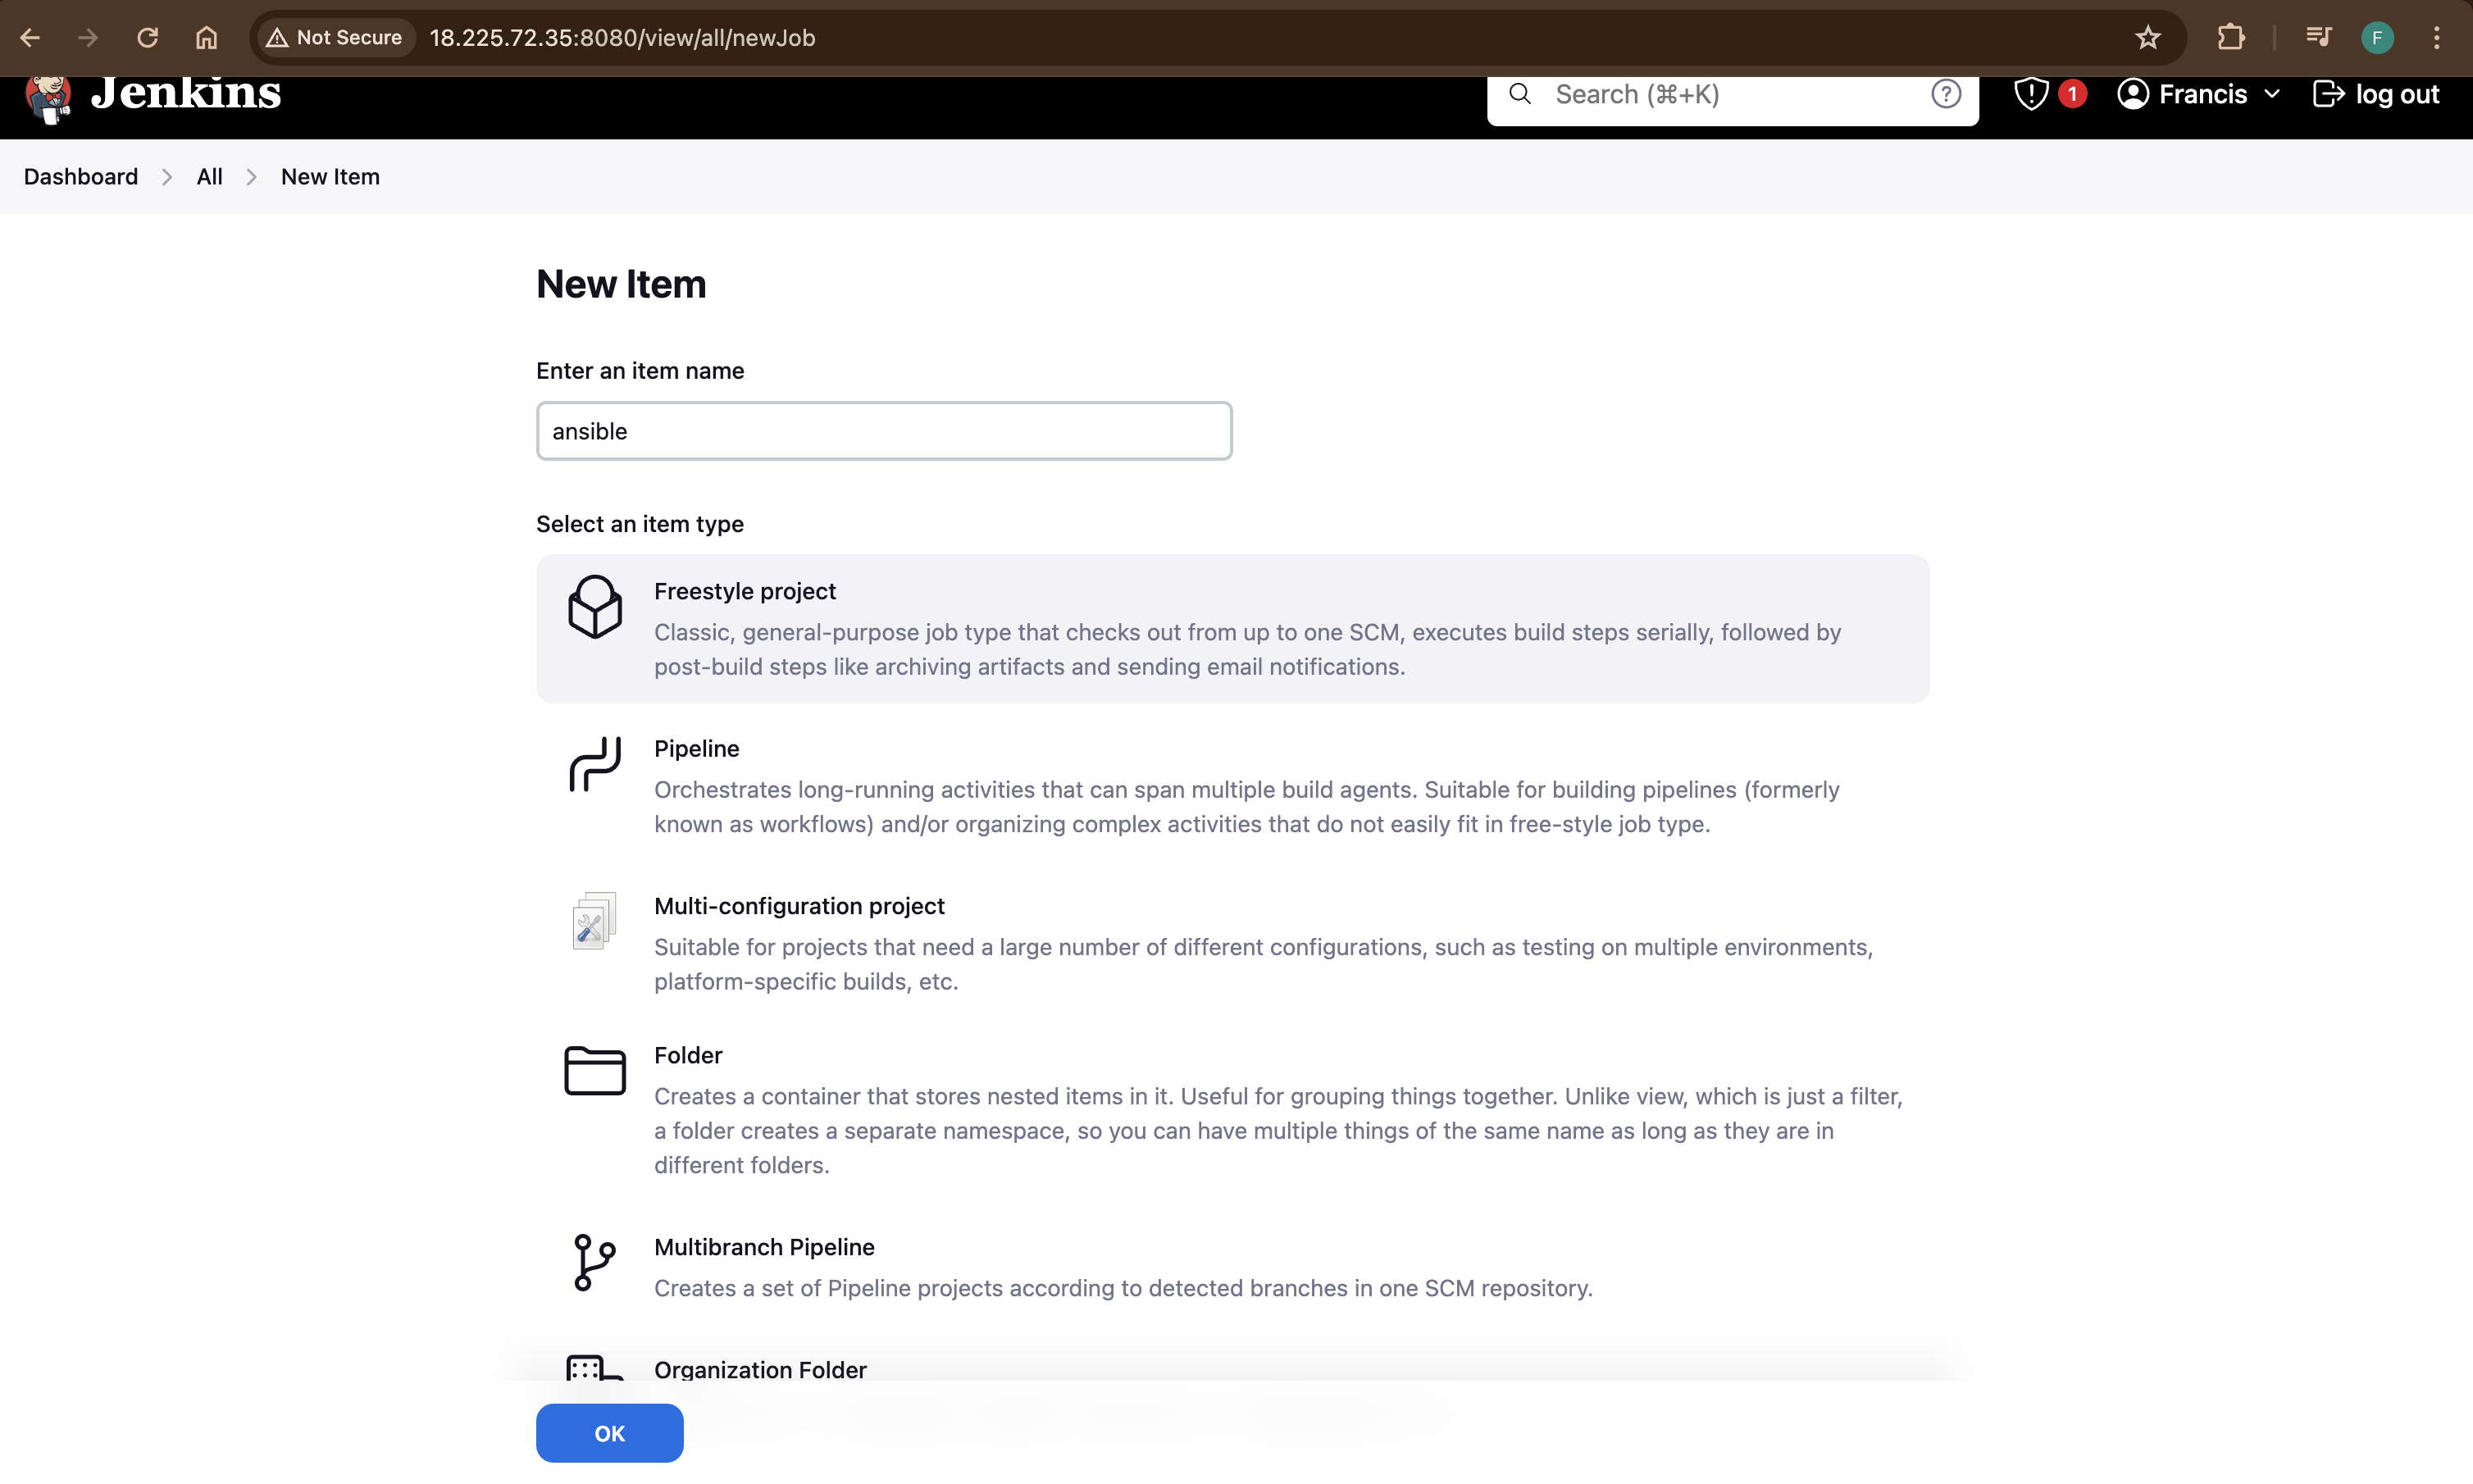 Not Secure 18.225.72.35:8080/view/all/newJob F
Jenkins Search (⌘+K) ? 1 Francis log out
Dashboard All New Item
New Item
Enter an item name
ansible
Select an item type
Freestyle project
Classic, general-purpose job type that checks out from up to one SCM, executes build steps serially, followed by
post-build steps like archiving artifacts and sending email notifications.
Pipeline
Orchestrates long-running activities that can span multiple build agents. Suitable for building pipelines (formerly
known as workflows) and/or organizing complex activities that do not easily fit in free-style job type.
Multi-configuration project
Suitable for projects that need a large number of different configurations, such as testing on multiple environments,
platform-specific builds, etc.
Folder
Creates a container that stores nested items in it. Useful for grouping things together. Unlike view, which is just a filter,
a folder creates a separate namespace, so you can have multiple things of the same name as long as they are in
different folders.
Multibranch Pipeline
Creates a set of Pipeline projects according to detected branches in one SCM repository.
Organization Folder
OK